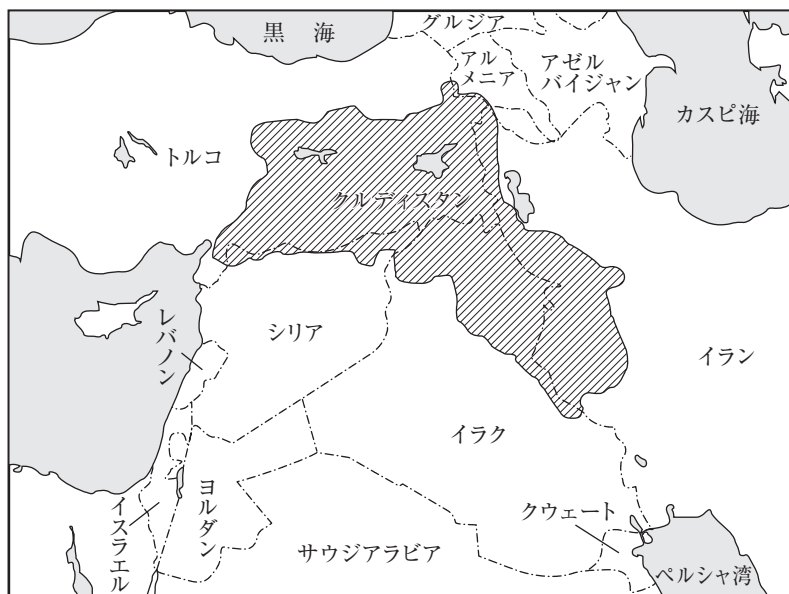 黒海
グルジア
アル
メニア
アゼル
バイジャン
カスピ海
トルコ
クルディスタン
レバノン
シリア
イラン
イラク
イスラエル
ヨルダン
クウェート
サウジアラビア
ペルシャ湾